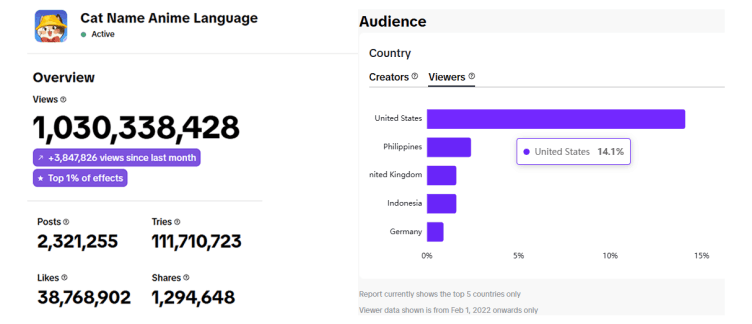 Cat Name Anime Language
Active
Overview
Views
1,030,338,428
+3,847,826 views since last month
Top 1% of effects
Posts
Tries
2,321,255
111,710,723
Likes
Shares
38,768,902
1,294,648
Audience
Country
Creators
Viewers
United States
Philippines
nited Kingdom
Indonesia
Germany
United States 14.1%
0%
5%
10%
15%
Report currently shows the top 5 countries only
Viewer data shown is from Feb 1, 2022 onwards only